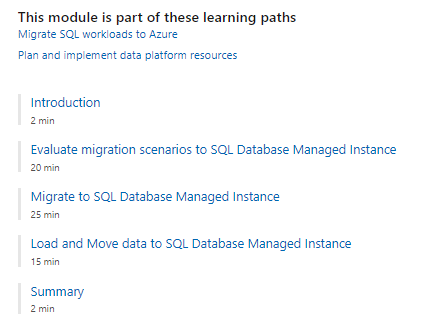 This module is part of these learning paths
Migrate SQL workloads to Azure
Plan and implement data platform resources
Introduction
2 min
Evaluate migration scenarios to SQL Database Managed Instance
20 min
Migrate to SQL Database Managed Instance
25 min
Load and Move data to SQL Database Managed Instance
15 min
Summary
2 min